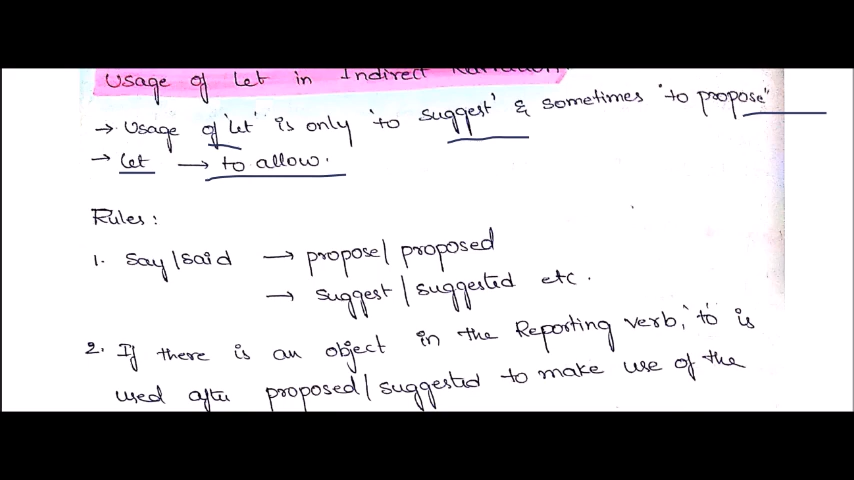 Usage of Let in Indirect Narration.
→ Usage of 'Let' is only 'to suggest' & sometimes 'to propose"
→ Let → to allow.
Rules:
1. Say/said → propose/proposed
→ suggest/suggested etc.
2. If there is an object in the Reporting verb, 'to' is
used after proposed/suggested to make use of the